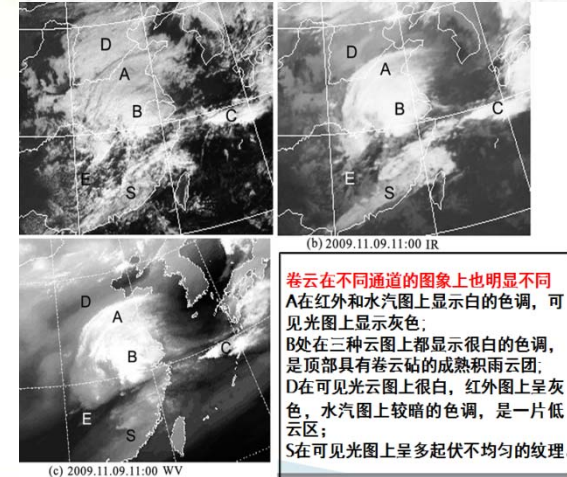 D
A
B
C
E
S
D
A
B
C
E
S
(b) 2009.11.09.11:00 IR
D
A
B
C
E
S
(c) 2009.11.09.11:00 WV
卷云在不同通道的图象上也明显不同
A在红外和水汽图上显示白的色调，可
见光图上显示灰色；
B处在三种云图上都显示很白的色调，
是顶部具有卷云砧的成熟积雨云团；
D在可见光云图上很白，红外图上呈灰
色，水汽图上较暗的色调，是一片低
云区；
S在可见光图上呈多起伏不均匀的纹理，